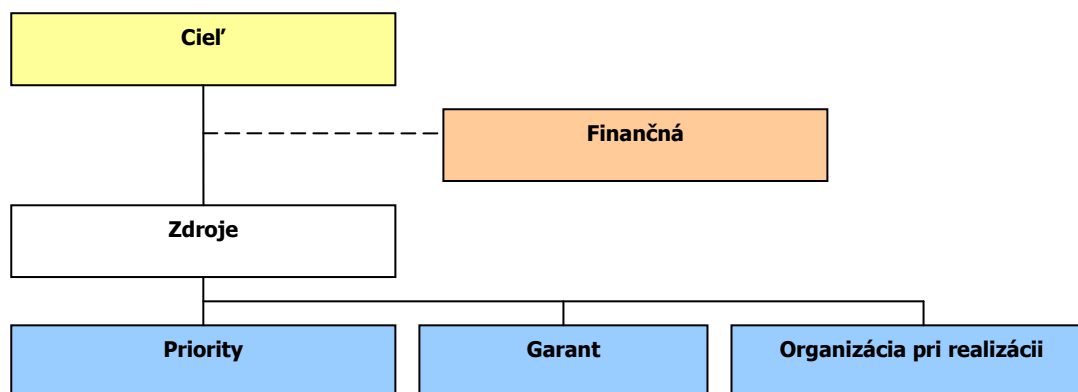 Cieľ
Finančná
Zdroje
Priority
Garant
Organizácia pri realizácii